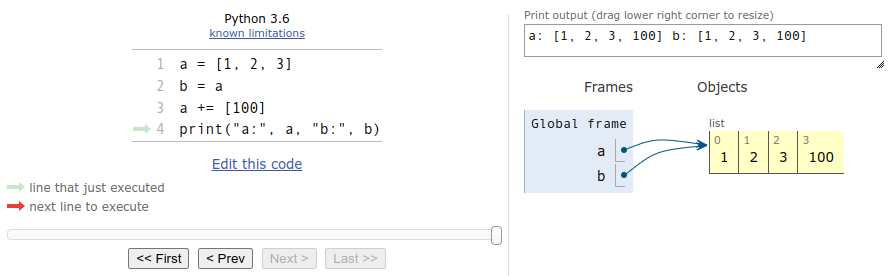 Python 3.6
known limitations
1 a = [1, 2, 3]
2 b = a
3 a += [100]
4 print("a:", a, "b:", b)
Edit this code
line that just executed
next line to execute
<< First < Prev Next > Last >>
Print output (drag lower right corner to resize)
a: [1, 2, 3, 100] b: [1, 2, 3, 100]
Frames Objects
Global frame
a
b
list
0 1 2 3
1 2 3 100